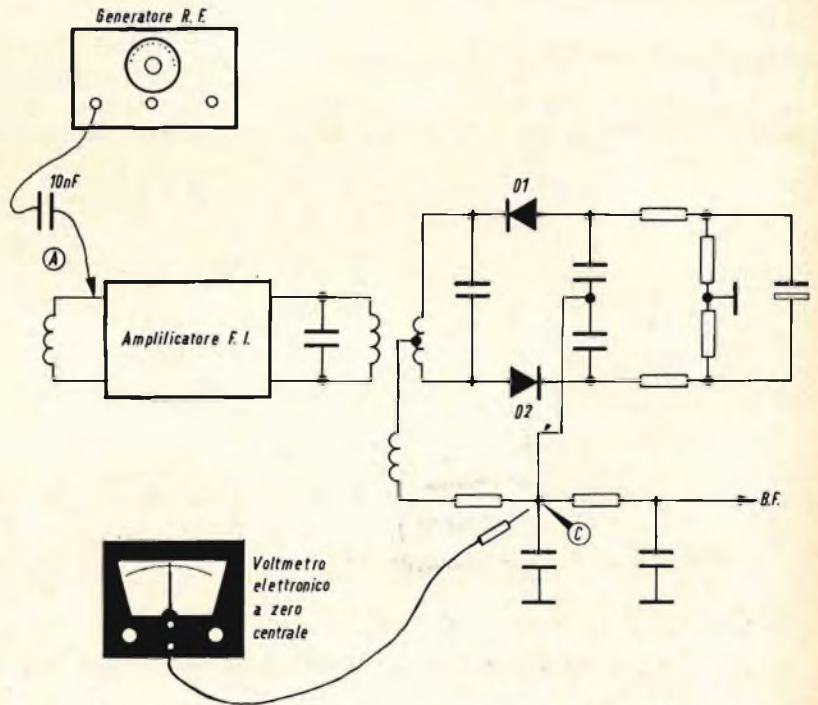 Generatore R.F.
10nF
A
Amplificatore F.I.
D1
D2
B.F.
C
Voltmetro
elettronico
a zero
centrale